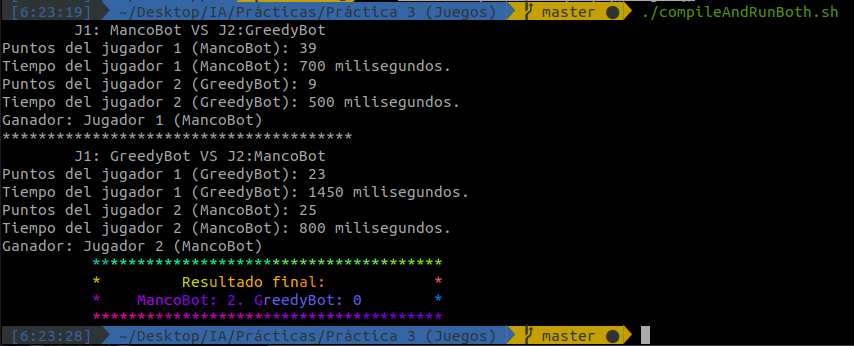 [6:23:19] ~/Desktop/IA/Prácticas/Práctica 3 (Juegos) master ● ./compileAndRunBoth.sh
J1: MancoBot VS J2:GreedyBot
Puntos del jugador 1 (MancoBot): 39
Tiempo del jugador 1 (MancoBot): 700 milisegundos.
Puntos del jugador 2 (GreedyBot): 9
Tiempo del jugador 2 (GreedyBot): 500 milisegundos.
Ganador: Jugador 1 (MancoBot)
***************************************
J1: GreedyBot VS J2:MancoBot
Puntos del jugador 1 (GreedyBot): 23
Tiempo del jugador 1 (GreedyBot): 1450 milisegundos.
Puntos del jugador 2 (MancoBot): 25
Tiempo del jugador 2 (MancoBot): 800 milisegundos.
Ganador: Jugador 2 (MancoBot)
***************************************
* Resultado final: *
* MancoBot: 2. GreedyBot: 0 *
***************************************
[6:23:28] ~/Desktop/IA/Prácticas/Práctica 3 (Juegos) master ●